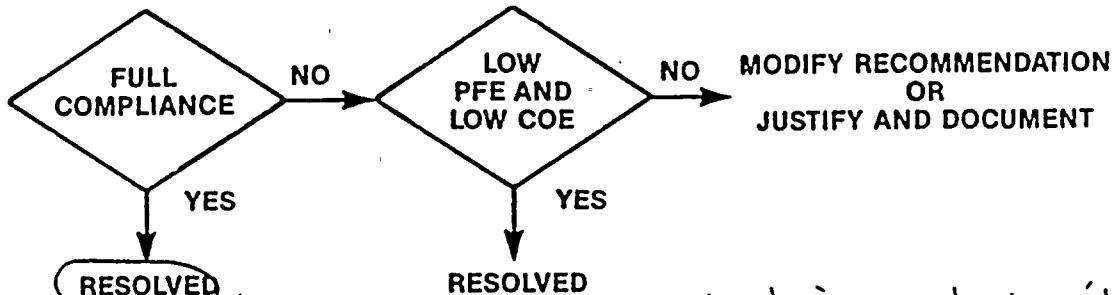 FULL
COMPLIANCE
NO
LOW
PFE AND
LOW COE
NO
MODIFY RECOMMENDATION
OR
JUSTIFY AND DOCUMENT
YES
YES
RESOLVED
RESOLVED